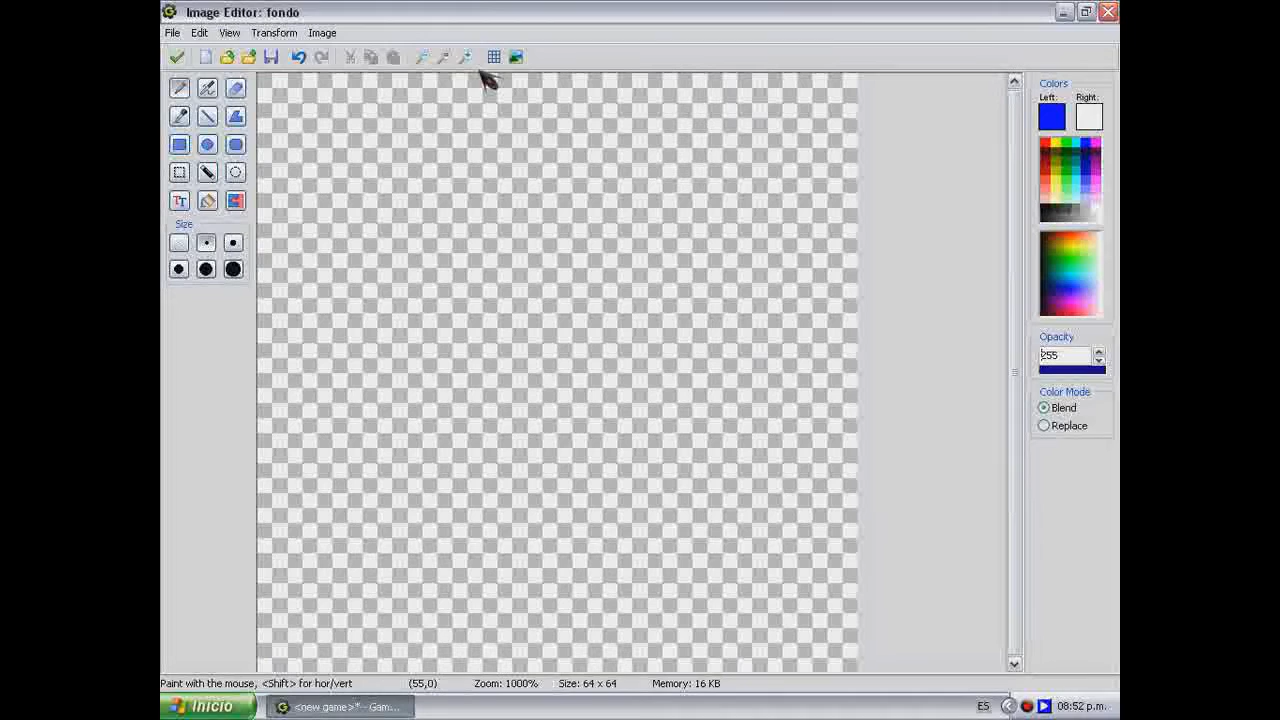 Image Editor: fondo
File Edit View Transform Image
Size
Colors
Left: Right:
Opacity
255
Color Mode
Blend
Replace
Paint with the mouse, <Shift> for hor/vert (55,0) Zoom: 1000% Size: 64 x 64 Memory: 16 KB
Inicio <new game>* - Gam... ES 08:52 p.m.